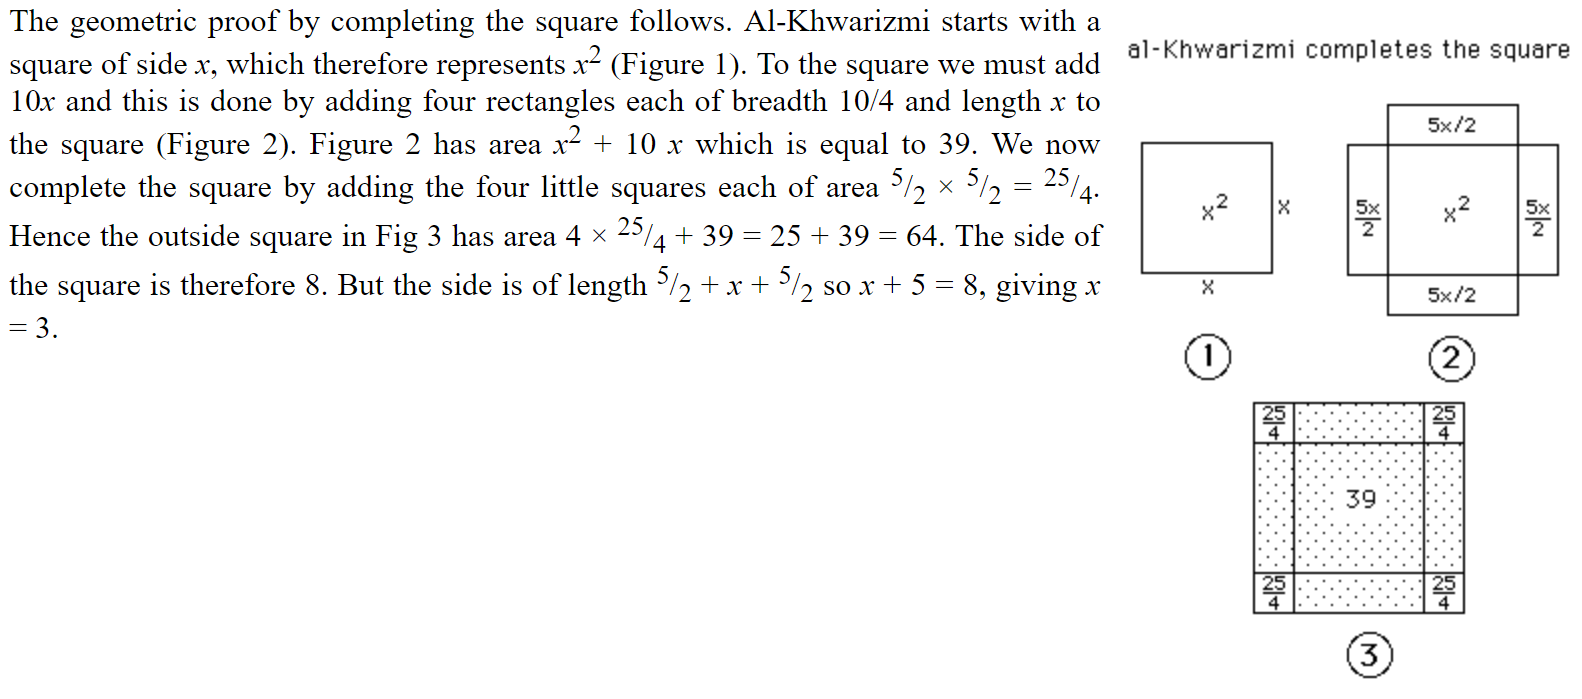 The geometric proof by completing the square follows. Al-Khwarizmi starts with a
square of side x, which therefore represents x² (Figure 1). To the square we must add
10x and this is done by adding four rectangles each of breadth 10/4 and length x to
the square (Figure 2). Figure 2 has area x² + 10 x which is equal to 39. We now
complete the square by adding the four little squares each of area 5/2 × 5/2 = 25/4.
Hence the outside square in Fig 3 has area 4 × 25/4 + 39 = 25 + 39 = 64. The side of
the square is therefore 8. But the side is of length 5/2 + x + 5/2 so x + 5 = 8, giving x
= 3.
al-Khwarizmi completes the square
x²
x
x
1
5x/2
5x/2
x²
5x/2
5x/2
2
25/4
25/4
39
25/4
25/4
3